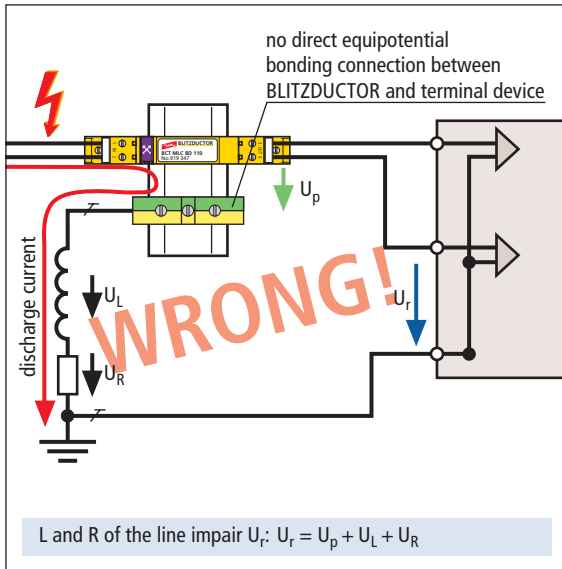 no direct equipotential
bonding connection between
BLITZDUCTOR and terminal device
BLITZDUCTOR
BCT MLC BD 110
No.919 347
Up
UL
Ur
UR
discharge current
WRONG!
L and R of the line impair Ur: Ur = Up + UL + UR